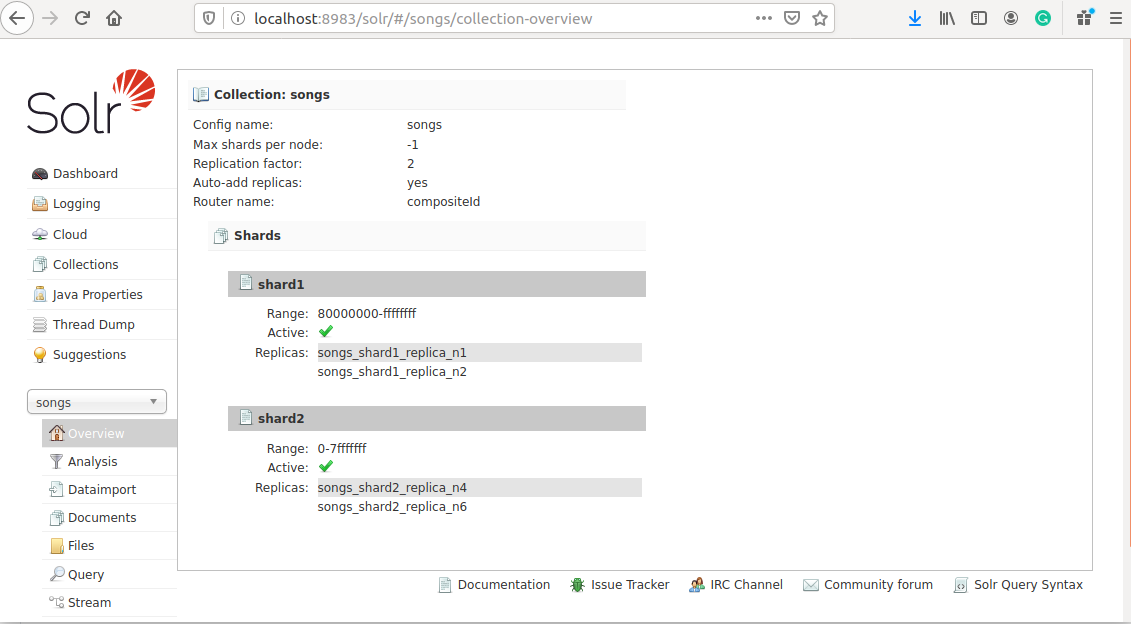 localhost:8983/solr/#/songs/collection-overview
Solr
Dashboard
Logging
Cloud
Collections
Java Properties
Thread Dump
Suggestions
songs
Overview
Analysis
Dataimport
Documents
Files
Query
Stream
Collection: songs
Config name: songs
Max shards per node: -1
Replication factor: 2
Auto-add replicas: yes
Router name: compositeId
Shards
shard1
Range: 80000000-ffffffff
Active:
Replicas: songs_shard1_replica_n1
songs_shard1_replica_n2
shard2
Range: 0-7fffffff
Active:
Replicas: songs_shard2_replica_n4
songs_shard2_replica_n6
Documentation Issue Tracker IRC Channel Community forum Solr Query Syntax